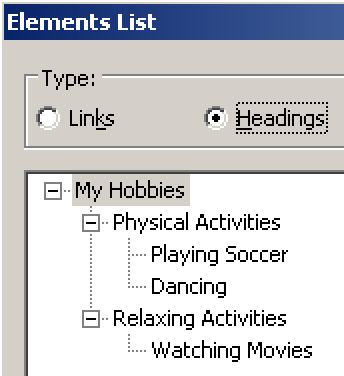 Elements List
Type:
Links Headings
My Hobbies
Physical Activities
Playing Soccer
Dancing
Relaxing Activities
Watching Movies